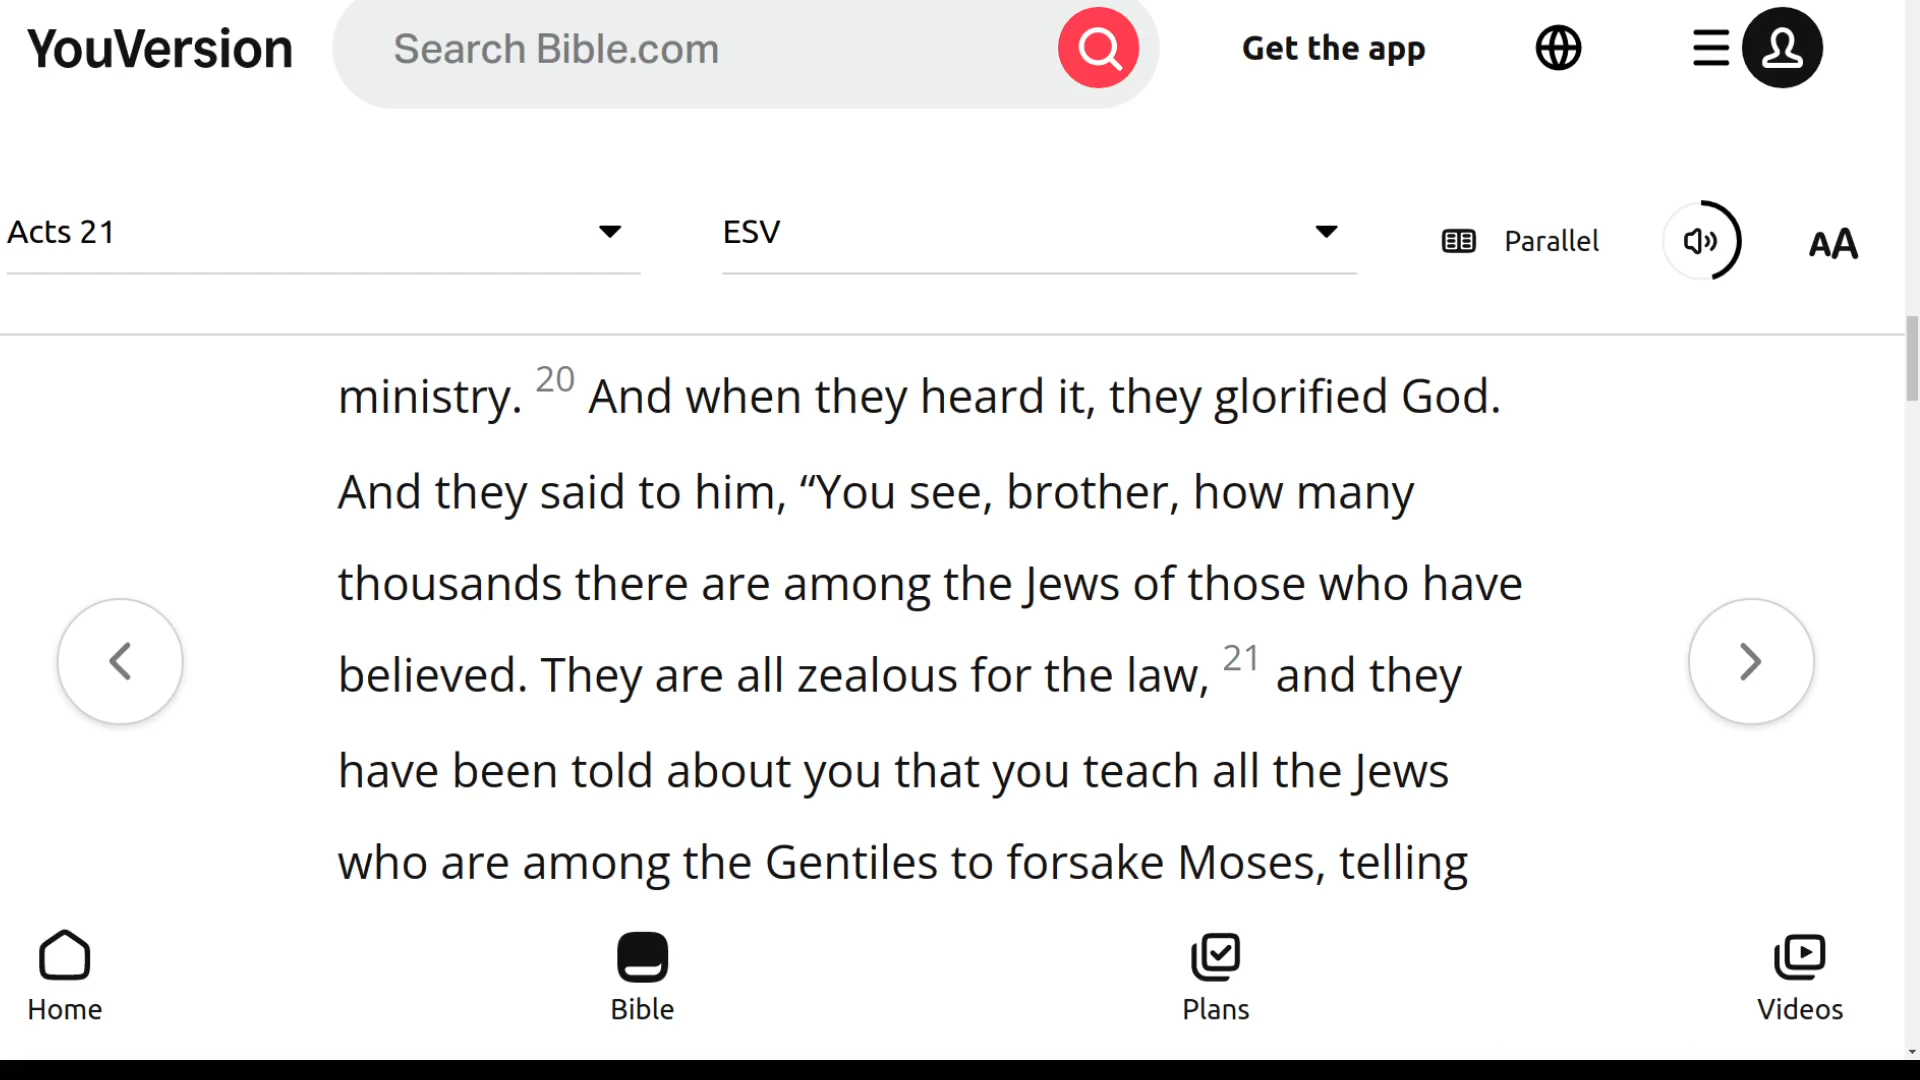 YouVersion
Search Bible.com
Get the app
Acts 21
ESV
Parallel
AA
ministry. 20 And when they heard it, they glorified God.
And they said to him, “You see, brother, how many
thousands there are among the Jews of those who have
believed. They are all zealous for the law, 21 and they
have been told about you that you teach all the Jews
who are among the Gentiles to forsake Moses, telling
Home
Bible
Plans
Videos